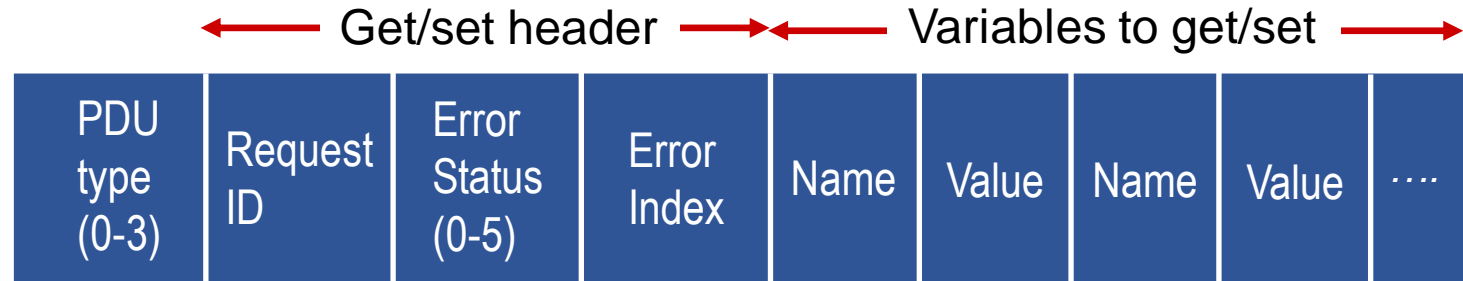 Get/set header
Variables to get/set
PDU
type
(0-3)
Request
ID
Error
Status
(0-5)
Error
Index
Name
Value
Name
Value
....